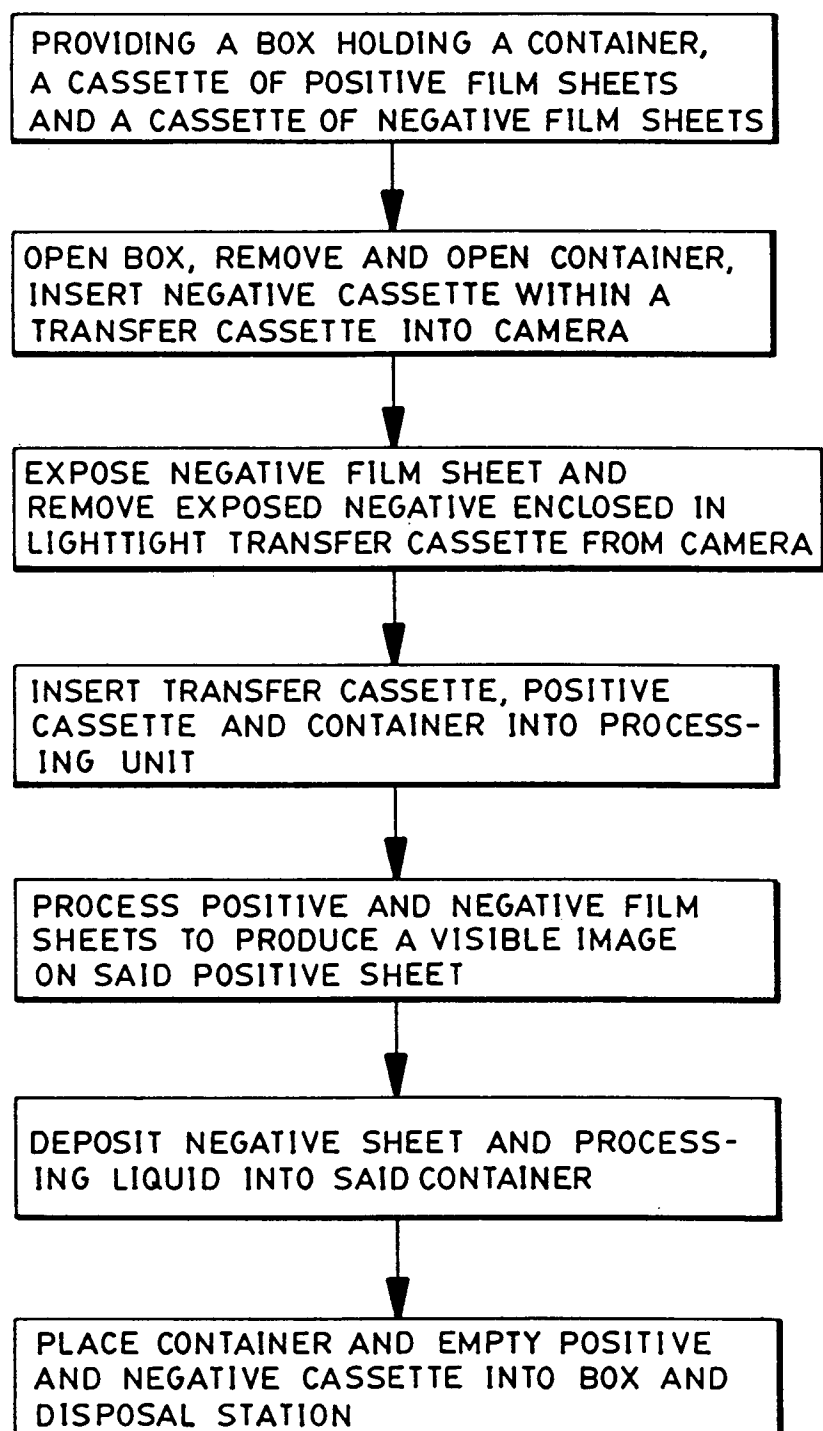 PROVIDING A BOX HOLDING A CONTAINER,
A CASSETTE OF POSITIVE FILM SHEETS
AND A CASSETTE OF NEGATIVE FILM SHEETS
OPEN BOX, REMOVE AND OPEN CONTAINER,
INSERT NEGATIVE CASSETTE WITHIN A
TRANSFER CASSETTE INTO CAMERA
EXPOSE NEGATIVE FILM SHEET AND
REMOVE EXPOSED NEGATIVE ENCLOSED IN
LIGHTTIGHT TRANSFER CASSETTE FROM CAMERA
INSERT TRANSFER CASSETTE, POSITIVE
CASSETTE AND CONTAINER INTO PROCESS-
ING UNIT
PROCESS POSITIVE AND NEGATIVE FILM
SHEETS TO PRODUCE A VISIBLE IMAGE
ON SAID POSITIVE SHEET
DEPOSIT NEGATIVE SHEET AND PROCESS-
ING LIQUID INTO SAID CONTAINER
PLACE CONTAINER AND EMPTY POSITIVE
AND NEGATIVE CASSETTE INTO BOX AND
DISPOSAL STATION